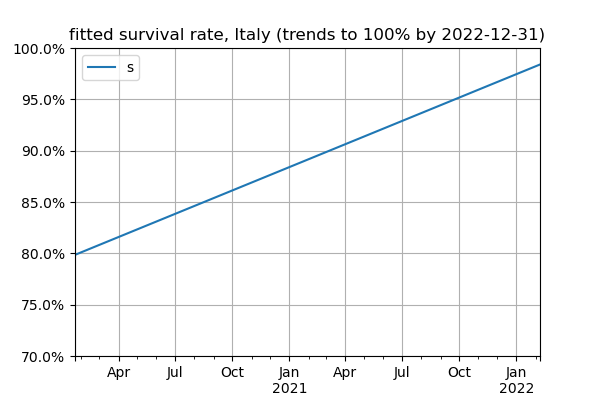 fitted survival rate, Italy (trends to 100% by 2022-12-31)
100.0%
95.0%
90.0%
85.0%
80.0%
75.0%
70.0%
s
Apr Jul Oct Jan Apr Jul Oct Jan
2021 2022